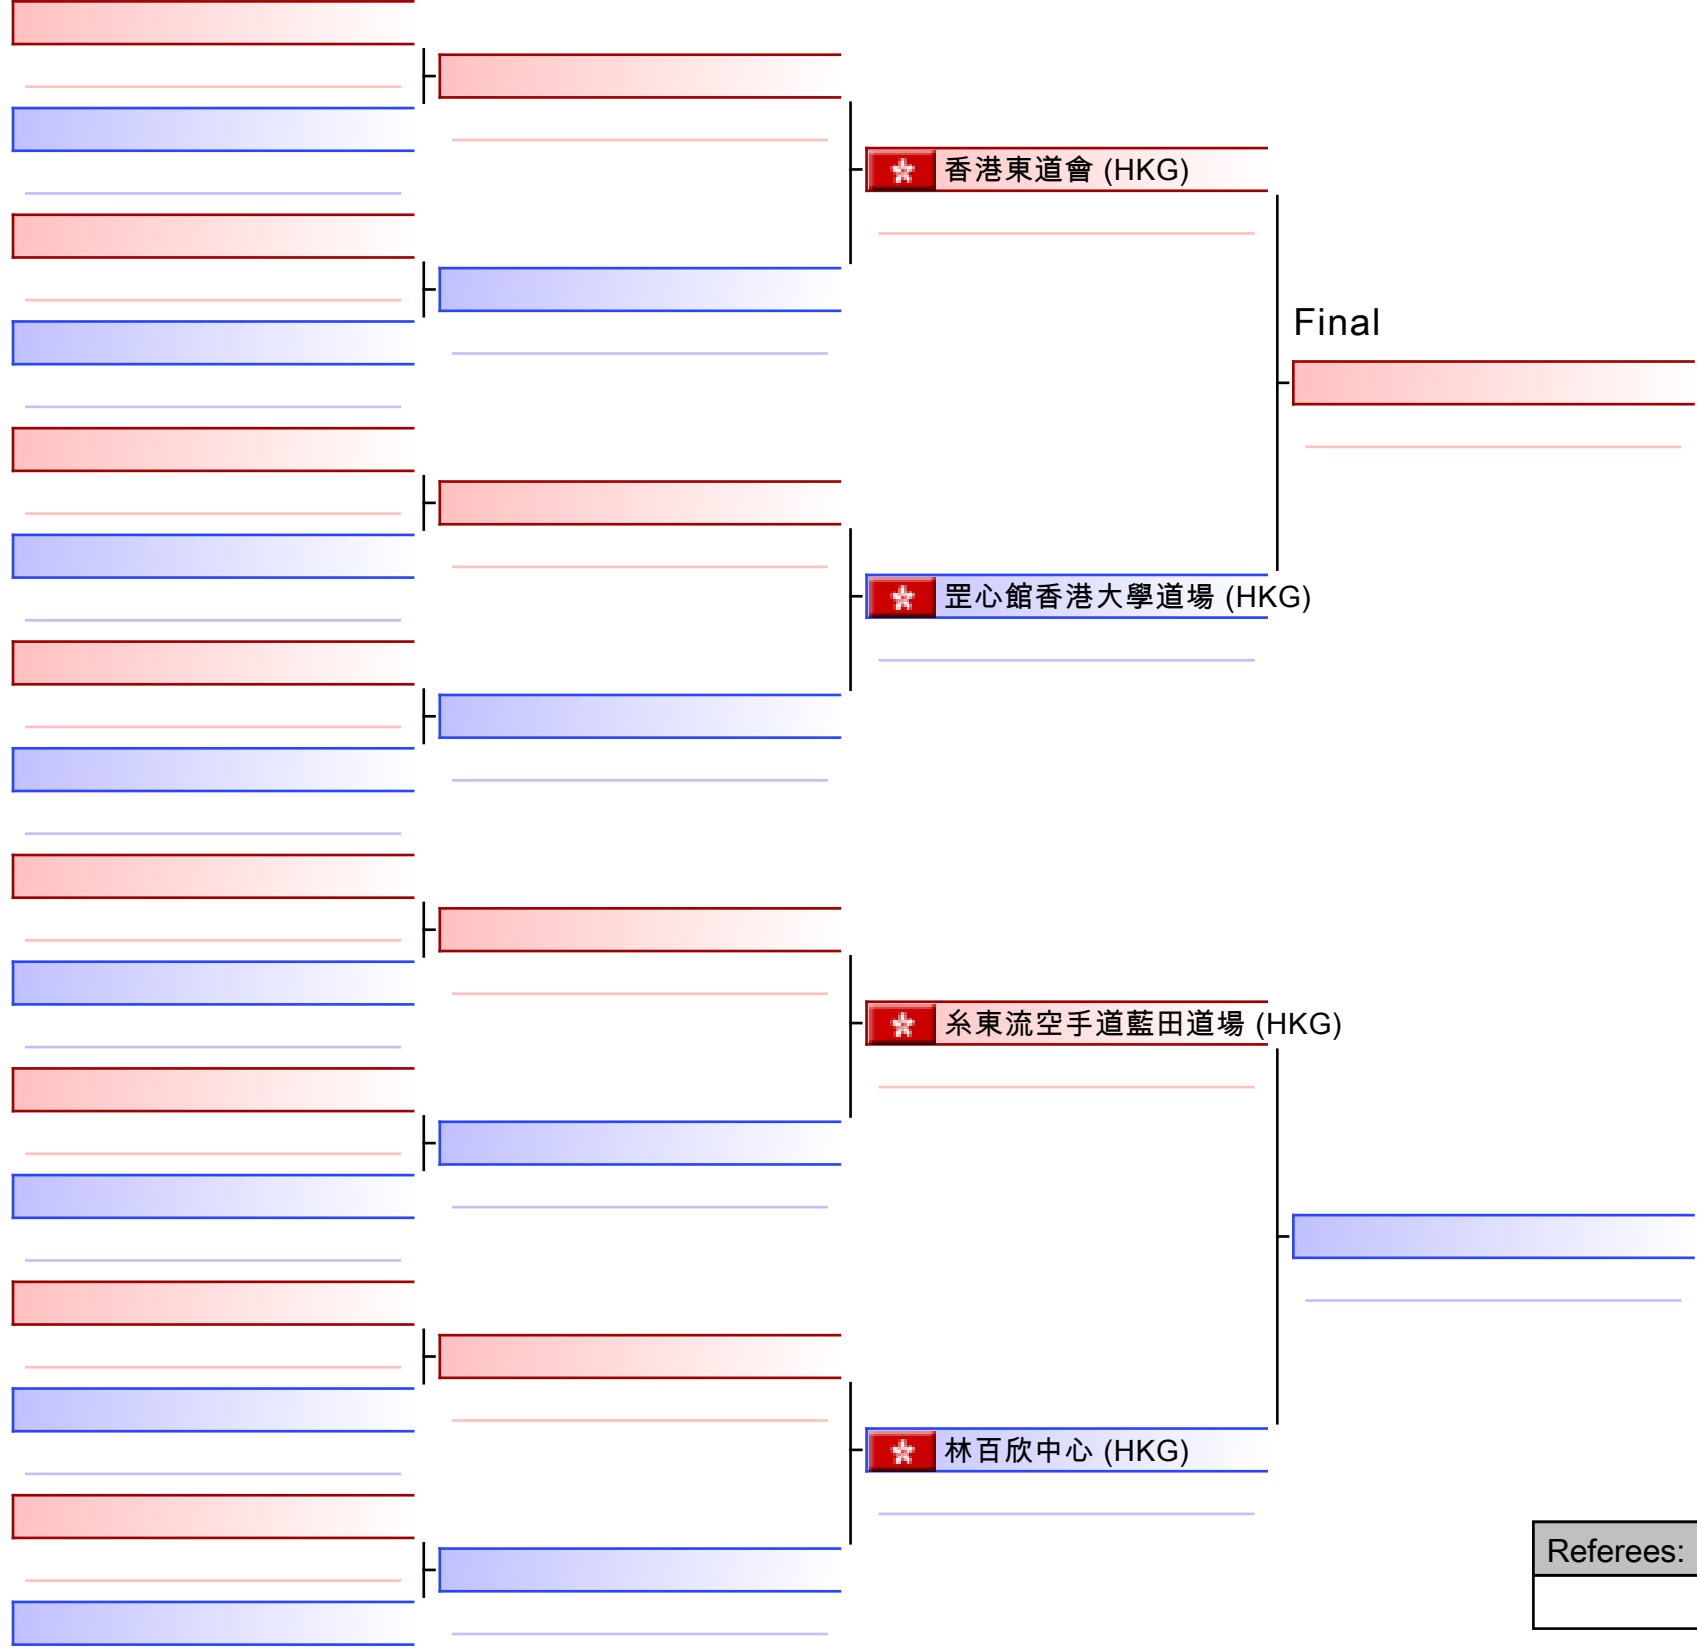 香港東道會 (HKG)
Final
罡心館香港大學道場 (HKG)
糸東流空手道藍田道場 (HKG)
林百欣中心 (HKG)
Referees: